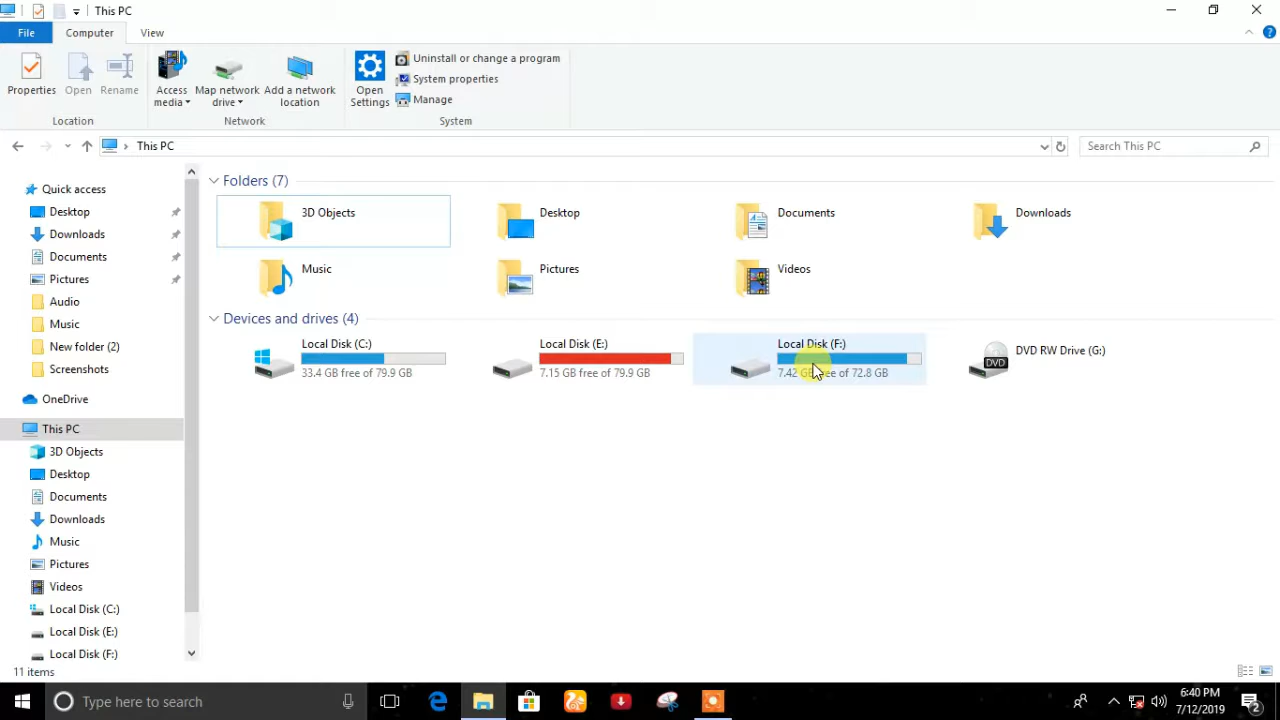 This PC
File
Computer
View
Properties
Open
Rename
Access media
Map network drive
Add a network location
Open Settings
Uninstall or change a program
System properties
Manage
Location
Network
System
This PC
Search This PC
Quick access
Desktop
Downloads
Documents
Pictures
Audio
Music
New folder (2)
Screenshots
OneDrive
This PC
3D Objects
Desktop
Documents
Downloads
Music
Pictures
Videos
Local Disk (C:)
Local Disk (E:)
Local Disk (F:)
Folders (7)
3D Objects
Desktop
Documents
Downloads
Music
Pictures
Videos
Devices and drives (4)
Local Disk (C:)
33.4 GB free of 79.9 GB
Local Disk (E:)
7.15 GB free of 79.9 GB
Local Disk (F:)
7.42 GB free of 72.8 GB
DVD
DVD RW Drive (G:)
11 items
Type here to search
6:40 PM
7/12/2019
2